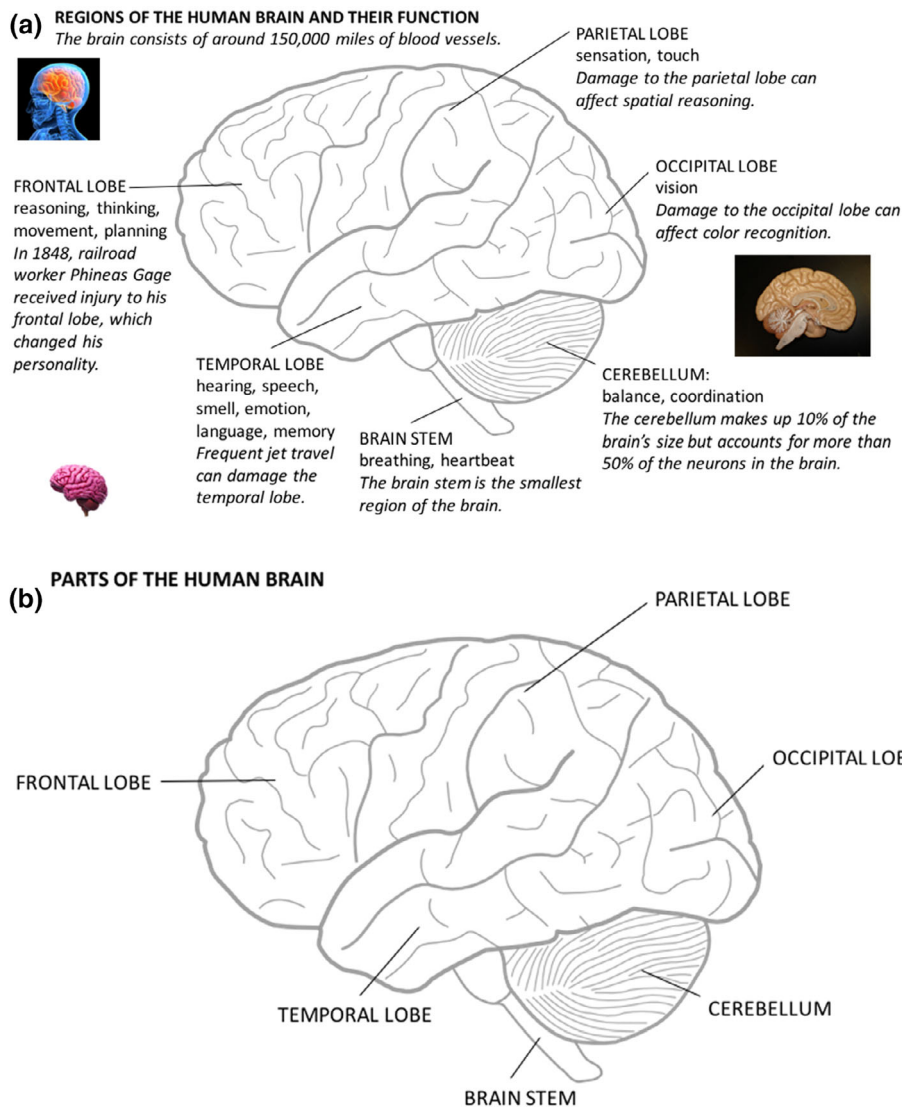 (a)
REGIONS OF THE HUMAN BRAIN AND THEIR FUNCTION
The brain consists of around 150,000 miles of blood vessels.
PARIETAL LOBE
sensation, touch
Damage to the parietal lobe can
affect spatial reasoning.
OCCIPITAL LOBE
vision
Damage to the occipital lobe can
affect color recognition.
FRONTAL LOBE
reasoning, thinking,
movement, planning
In 1848, railroad
worker Phineas Gage
received injury to his
frontal lobe, which
changed his
personality.
TEMPORAL LOBE
hearing, speech,
smell, emotion,
language, memory
Frequent jet travel
can damage the
temporal lobe.
BRAIN STEM
breathing, heartbeat
The brain stem is the smallest
region of the brain.
CEREBELLUM:
balance, coordination
The cerebellum makes up 10% of the
brain's size but accounts for more than
50% of the neurons in the brain.
(b)
PARTS OF THE HUMAN BRAIN
PARIETAL LOBE
OCCIPITAL LOB
FRONTAL LOBE
TEMPORAL LOBE
CEREBELLUM
BRAIN STEM